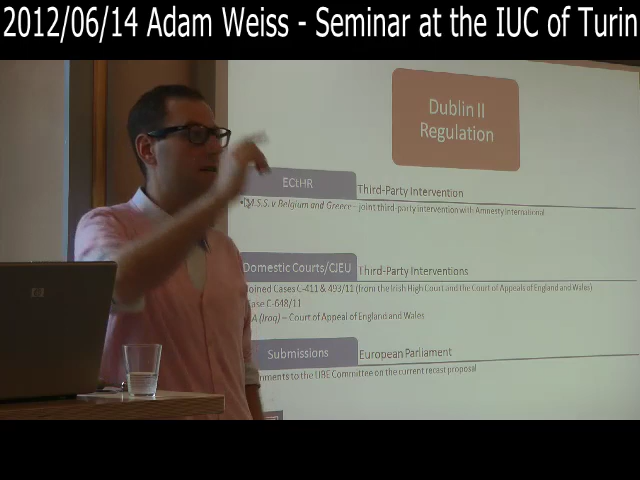 2012/06/14 Adam Weiss - Seminar at the IUC of Turin
Dublin II
Regulation
ECtHR
Third-Party Intervention
M.S.S. v Belgium and Greece – joint third-party intervention with Amnesty International
Domestic Courts/CJEU
Third-Party Interventions
Joined Cases C-411 & 493/11 (from the Irish High Court and the Court of Appeals of England and Wales)
Case C-648/11
A (Iraq) – Court of Appeal of England and Wales
Submissions
European Parliament
to the LIBE Committee on the current recast proposal
hp